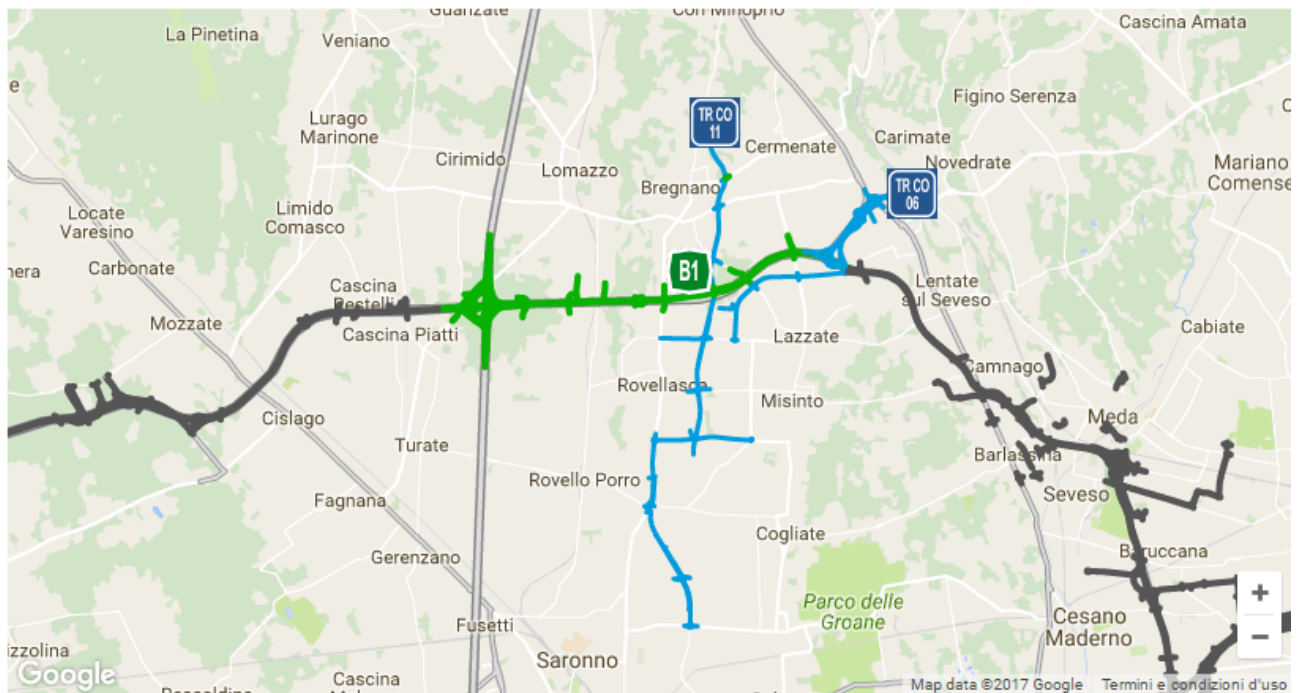 Guanzate
Cascina Amata
La Pinetina
Veniano
Figino Serenza
TR CO
11
Lurago
Marinone
Cermenate
Carimate
Cirimido
Novedrate
Mariano
Comense
Lomazzo
Bregnano
TR CO
06
Locate
Varesino
Limido
Comasco
B1
Carbonate
Cascina
Lentate
sul Seveso
Mozzate
Cascina Piatti
Lazzate
Cabiate
Camnago
Rovellasca
Misinto
Cislago
Meda
Turate
Barlassina
Rovello Porro
Seveso
Fagnana
Cogliate
Gerenzano
Baruccana
Parco delle
Groane
+
Cesano
Maderno
−
Fusetti
Saronno
Google
Cascina
Map data ©2017 Google
Termini e condizioni d'uso